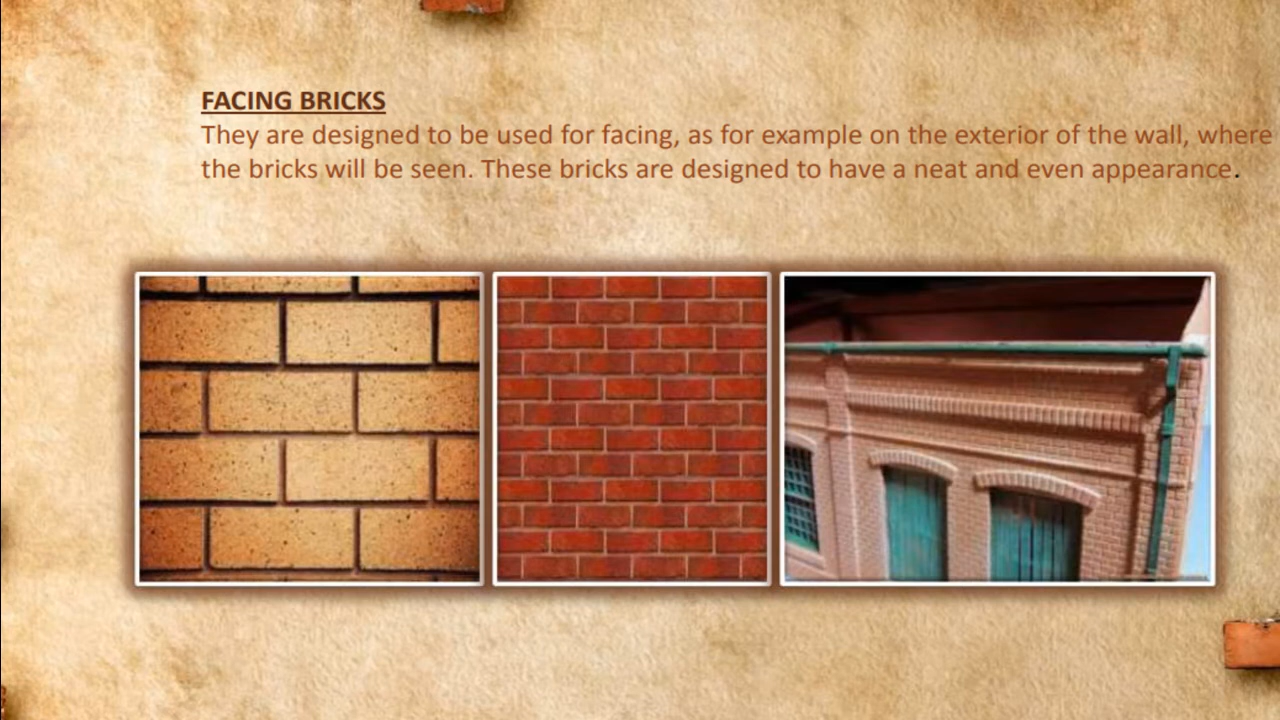 FACING BRICKS
They are designed to be used for facing, as for example on the exterior of the wall, where
the bricks will be seen. These bricks are designed to have a neat and even appearance.